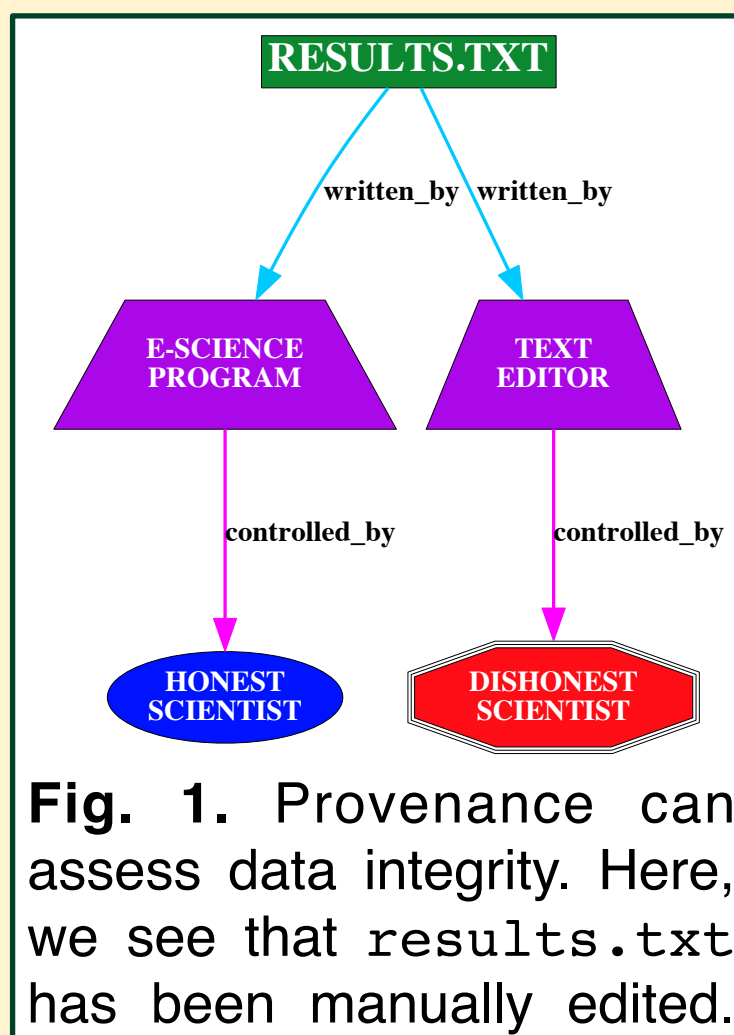 RESULTS.TXT
written_by written_by
E-SCIENCE
PROGRAM
TEXT
EDITOR
controlled_by controlled_by
HONEST
SCIENTIST
DISHONEST
SCIENTIST
Fig. 1. Provenance can
assess data integrity. Here,
we see that results.txt
has been manually edited.